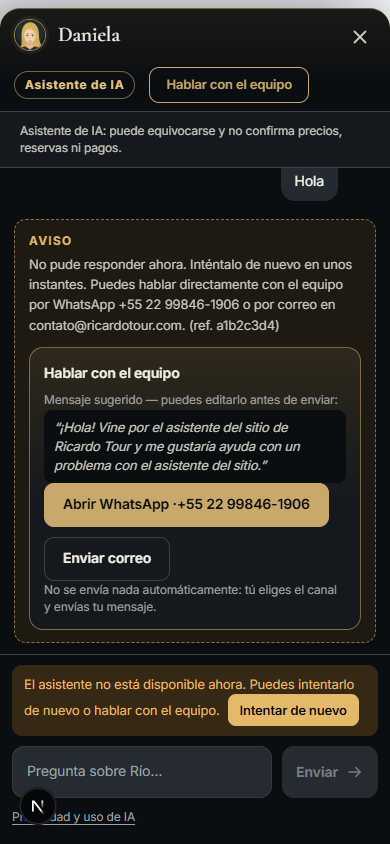 Daniela
Asistente de IA
Hablar con el equipo
Asistente de IA: puede equivocarse y no confirma precios,
reservas ni pagos.
Hola
AVISO
No pude responder ahora. Inténtalo de nuevo en unos
instantes. Puedes hablar directamente con el equipo
por WhatsApp +55 22 99846-1906 o por correo en
contato@ricardotour.com. (ref. a1b2c3d4)
Hablar con el equipo
Mensaje sugerido — puedes editarlo antes de enviar:
“¡Hola! Vine por el asistente del sitio de
Ricardo Tour y me gustaría ayuda con un
problema con el asistente del sitio.”
Abrir WhatsApp ·+55 22 99846-1906
Enviar correo
No se envía nada automáticamente: tú eliges el canal
y envías tu mensaje.
El asistente no está disponible ahora. Puedes intentarlo
de nuevo o hablar con el equipo.
Intentar de nuevo
Pregunta sobre Río...
Enviar →
N
y uso de IA